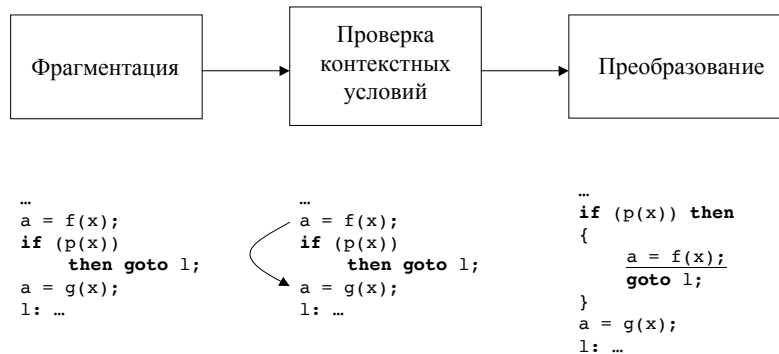 Фрагментация
Проверка
контекстных
условий
Преобразование
…
a = f(x);
if (p(x))
then goto l;
a = g(x);
l: …
…
a = f(x);
if (p(x))
then goto l;
a = g(x);
l: …
…
if (p(x)) then
{
a = f(x);
goto l;
}
a = g(x);
l: …